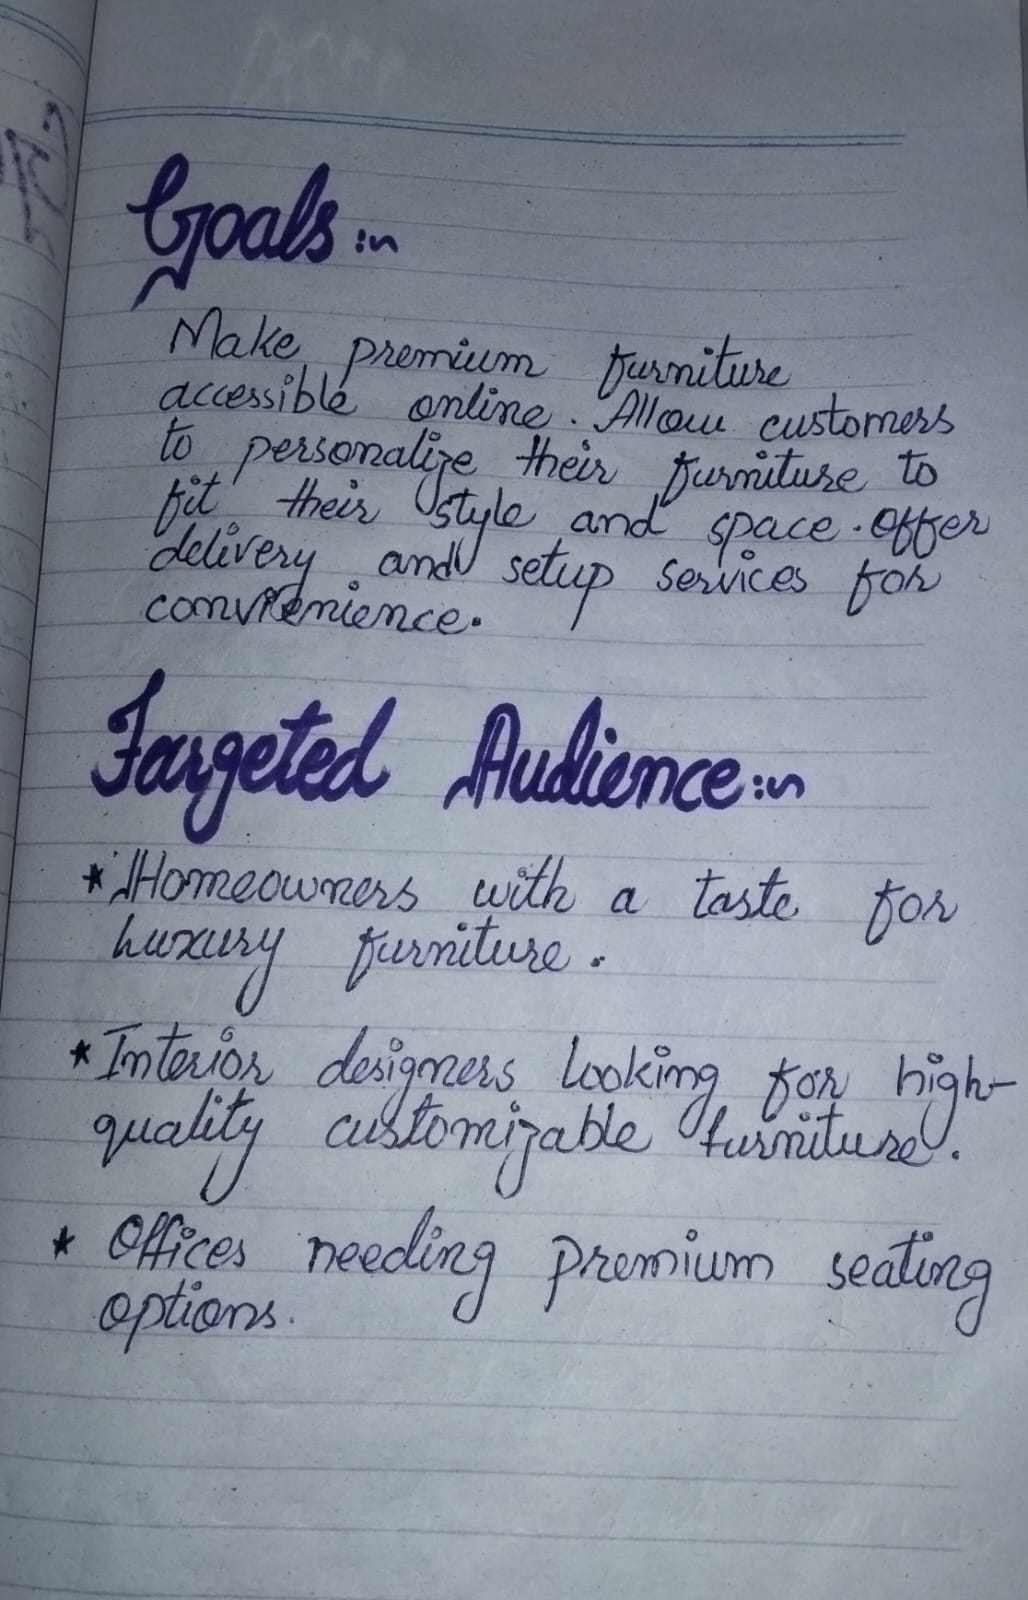 Goals :~
Make premium furniture
accessible online. Allow customers
to personalize their furniture to
fit their style and space. Offer
delivery and setup services for
convienience.
Targeted Audience :~
* Homeowners with a taste for
Luxury furniture.
* Interior designers looking for high-
quality customizable furniture.
* Offices needing premium seating
options.